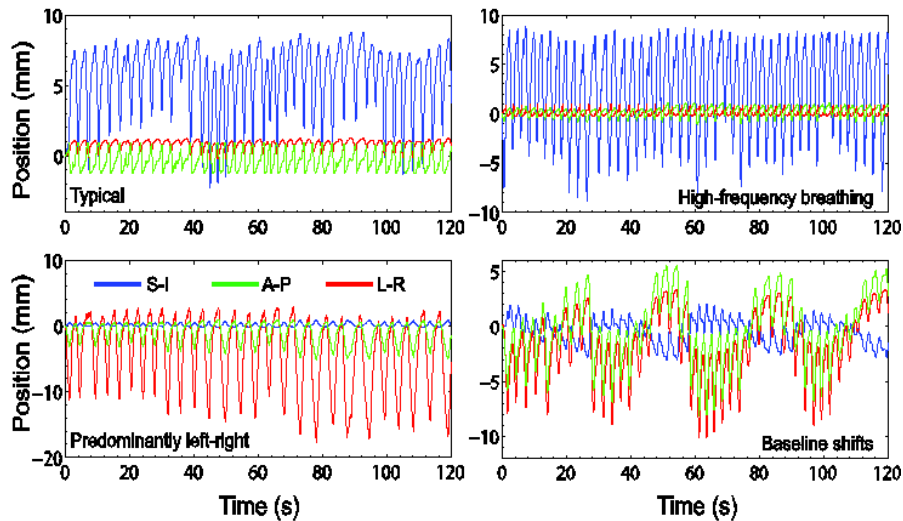 Position (mm)
10
5
0
Typical
0 20 40 60 80 100 120
10
5
0
−5
−10
High-frequency breathing
0 20 40 60 80 100 120
Position (mm)
10
0
−10
−20
S-I A-P L-R
Predominantly left-right
0 20 40 60 80 100 120
Time (s)
5
0
−5
−10
Baseline shifts
0 20 40 60 80 100 120
Time (s)